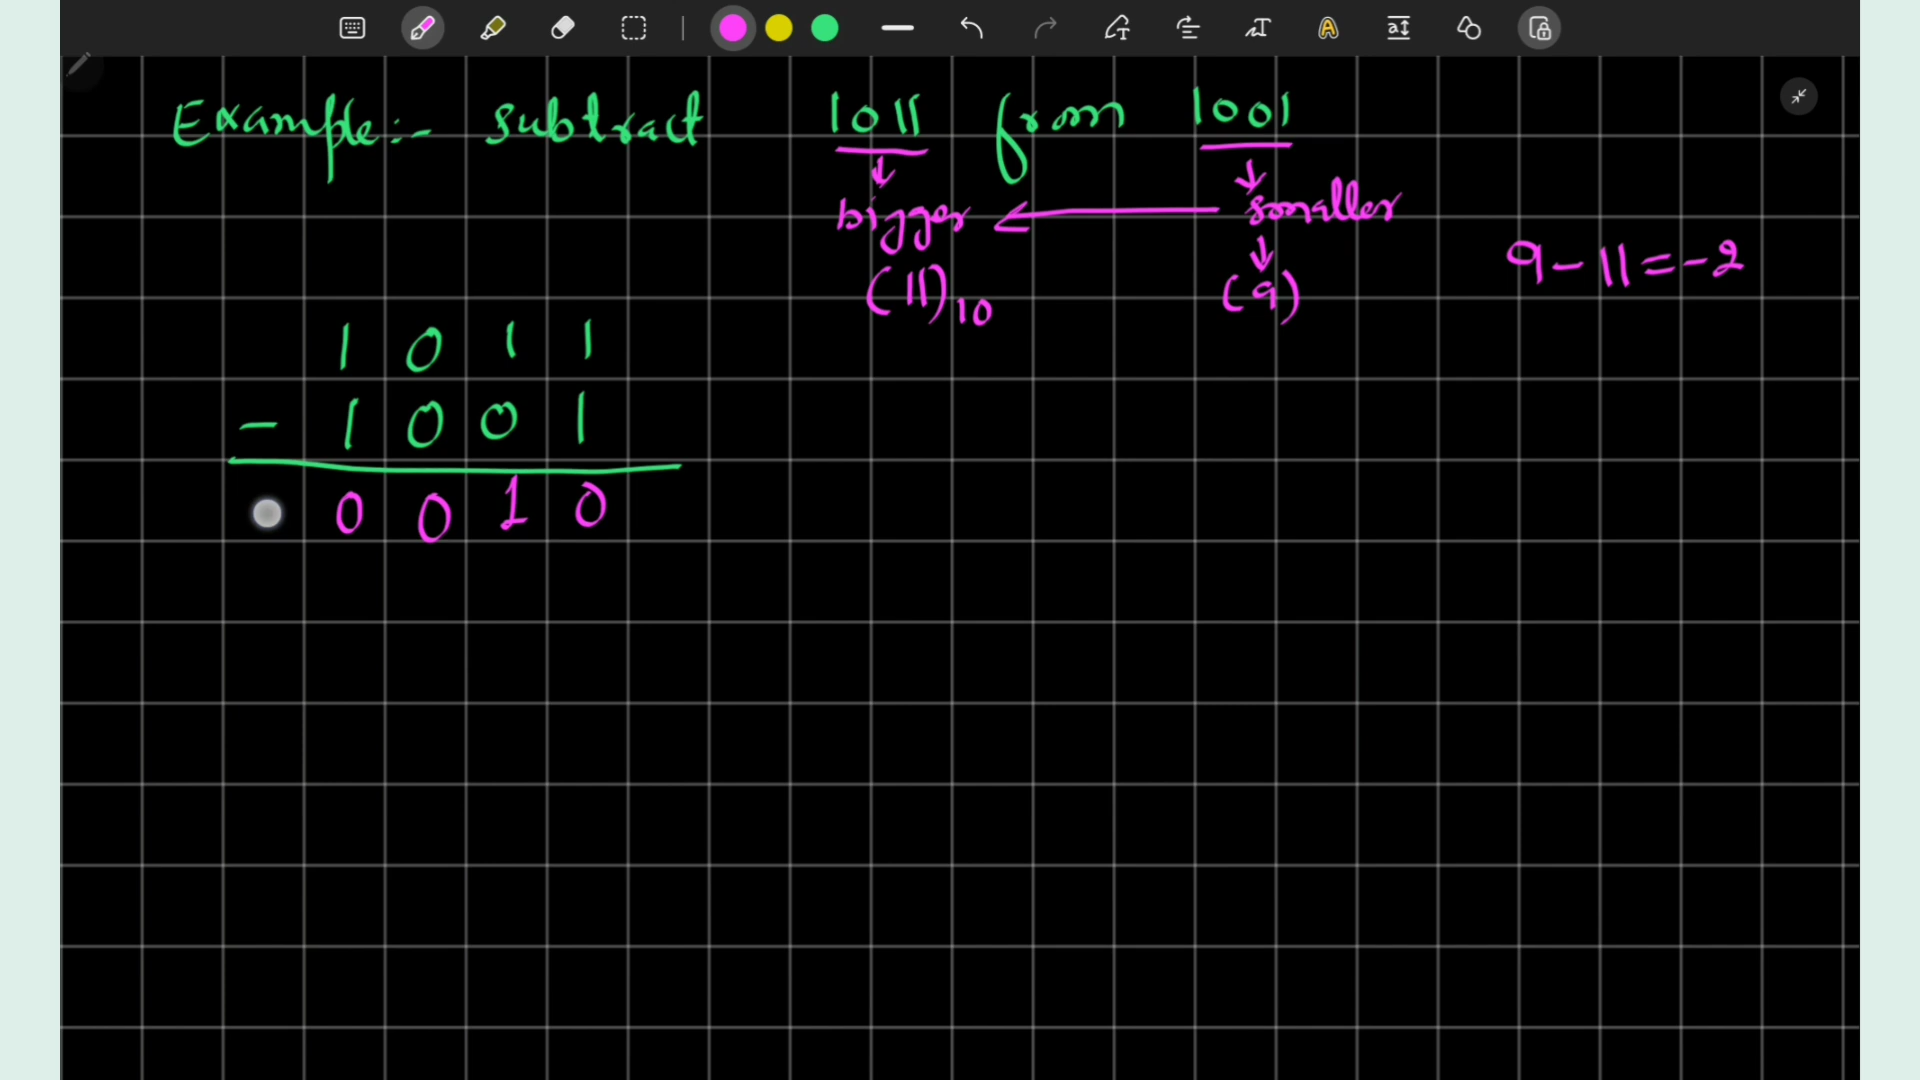 Example:- subtract 1011 from 1001
↓ ↓
bigger ← smaller
↓
(11)10 (9) 9-11=-2
1 0 1 1
- 1 0 0 1
0 0 1 0